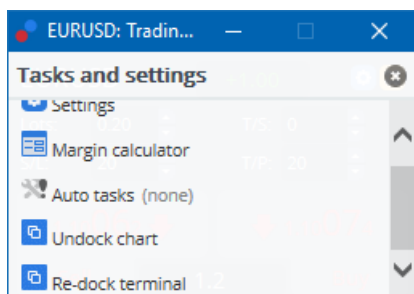 EURUSD: Tradin...
Tasks and settings
Settings
Margin calculator
Auto tasks (none)
Undock chart
Re-dock terminal